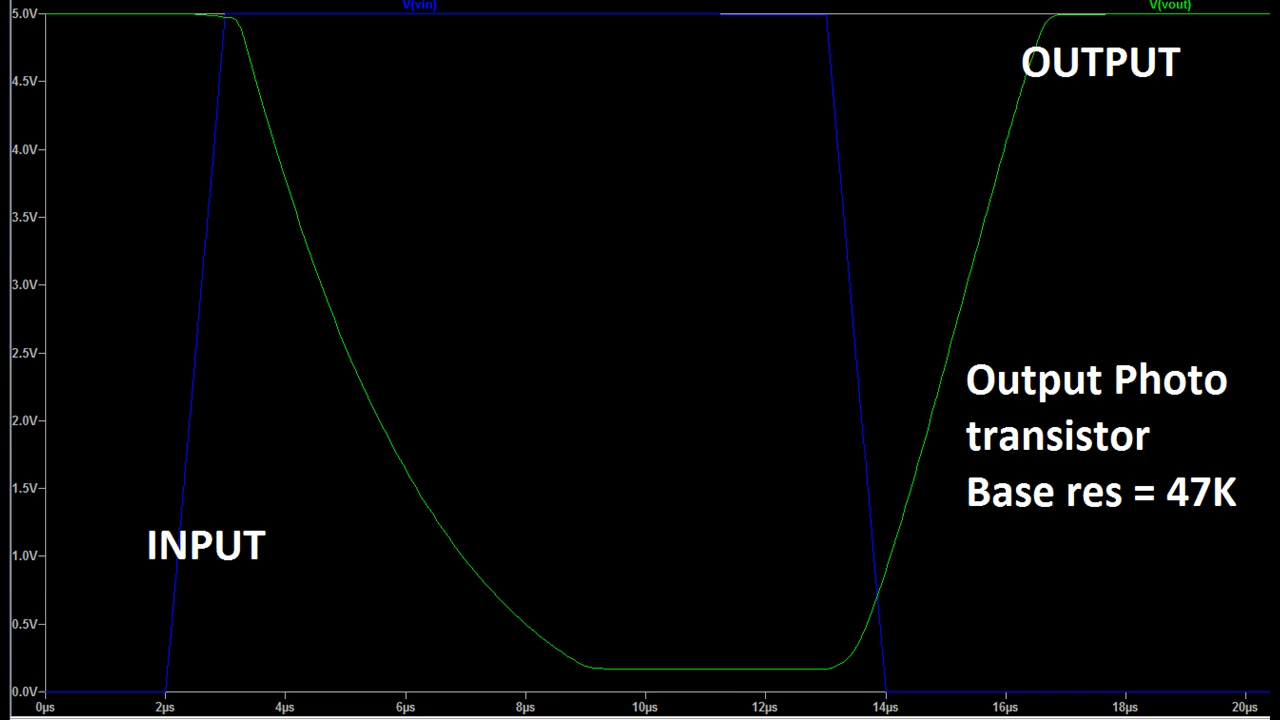 V(vin)
V(vout)
5.0V
4.5V
4.0V
3.5V
3.0V
2.5V
2.0V
1.5V
1.0V
0.5V
0.0V
OUTPUT
Output Photo
transistor
Base res = 47K
INPUT
0µs
2µs
4µs
6µs
8µs
10µs
12µs
14µs
16µs
18µs
20µs